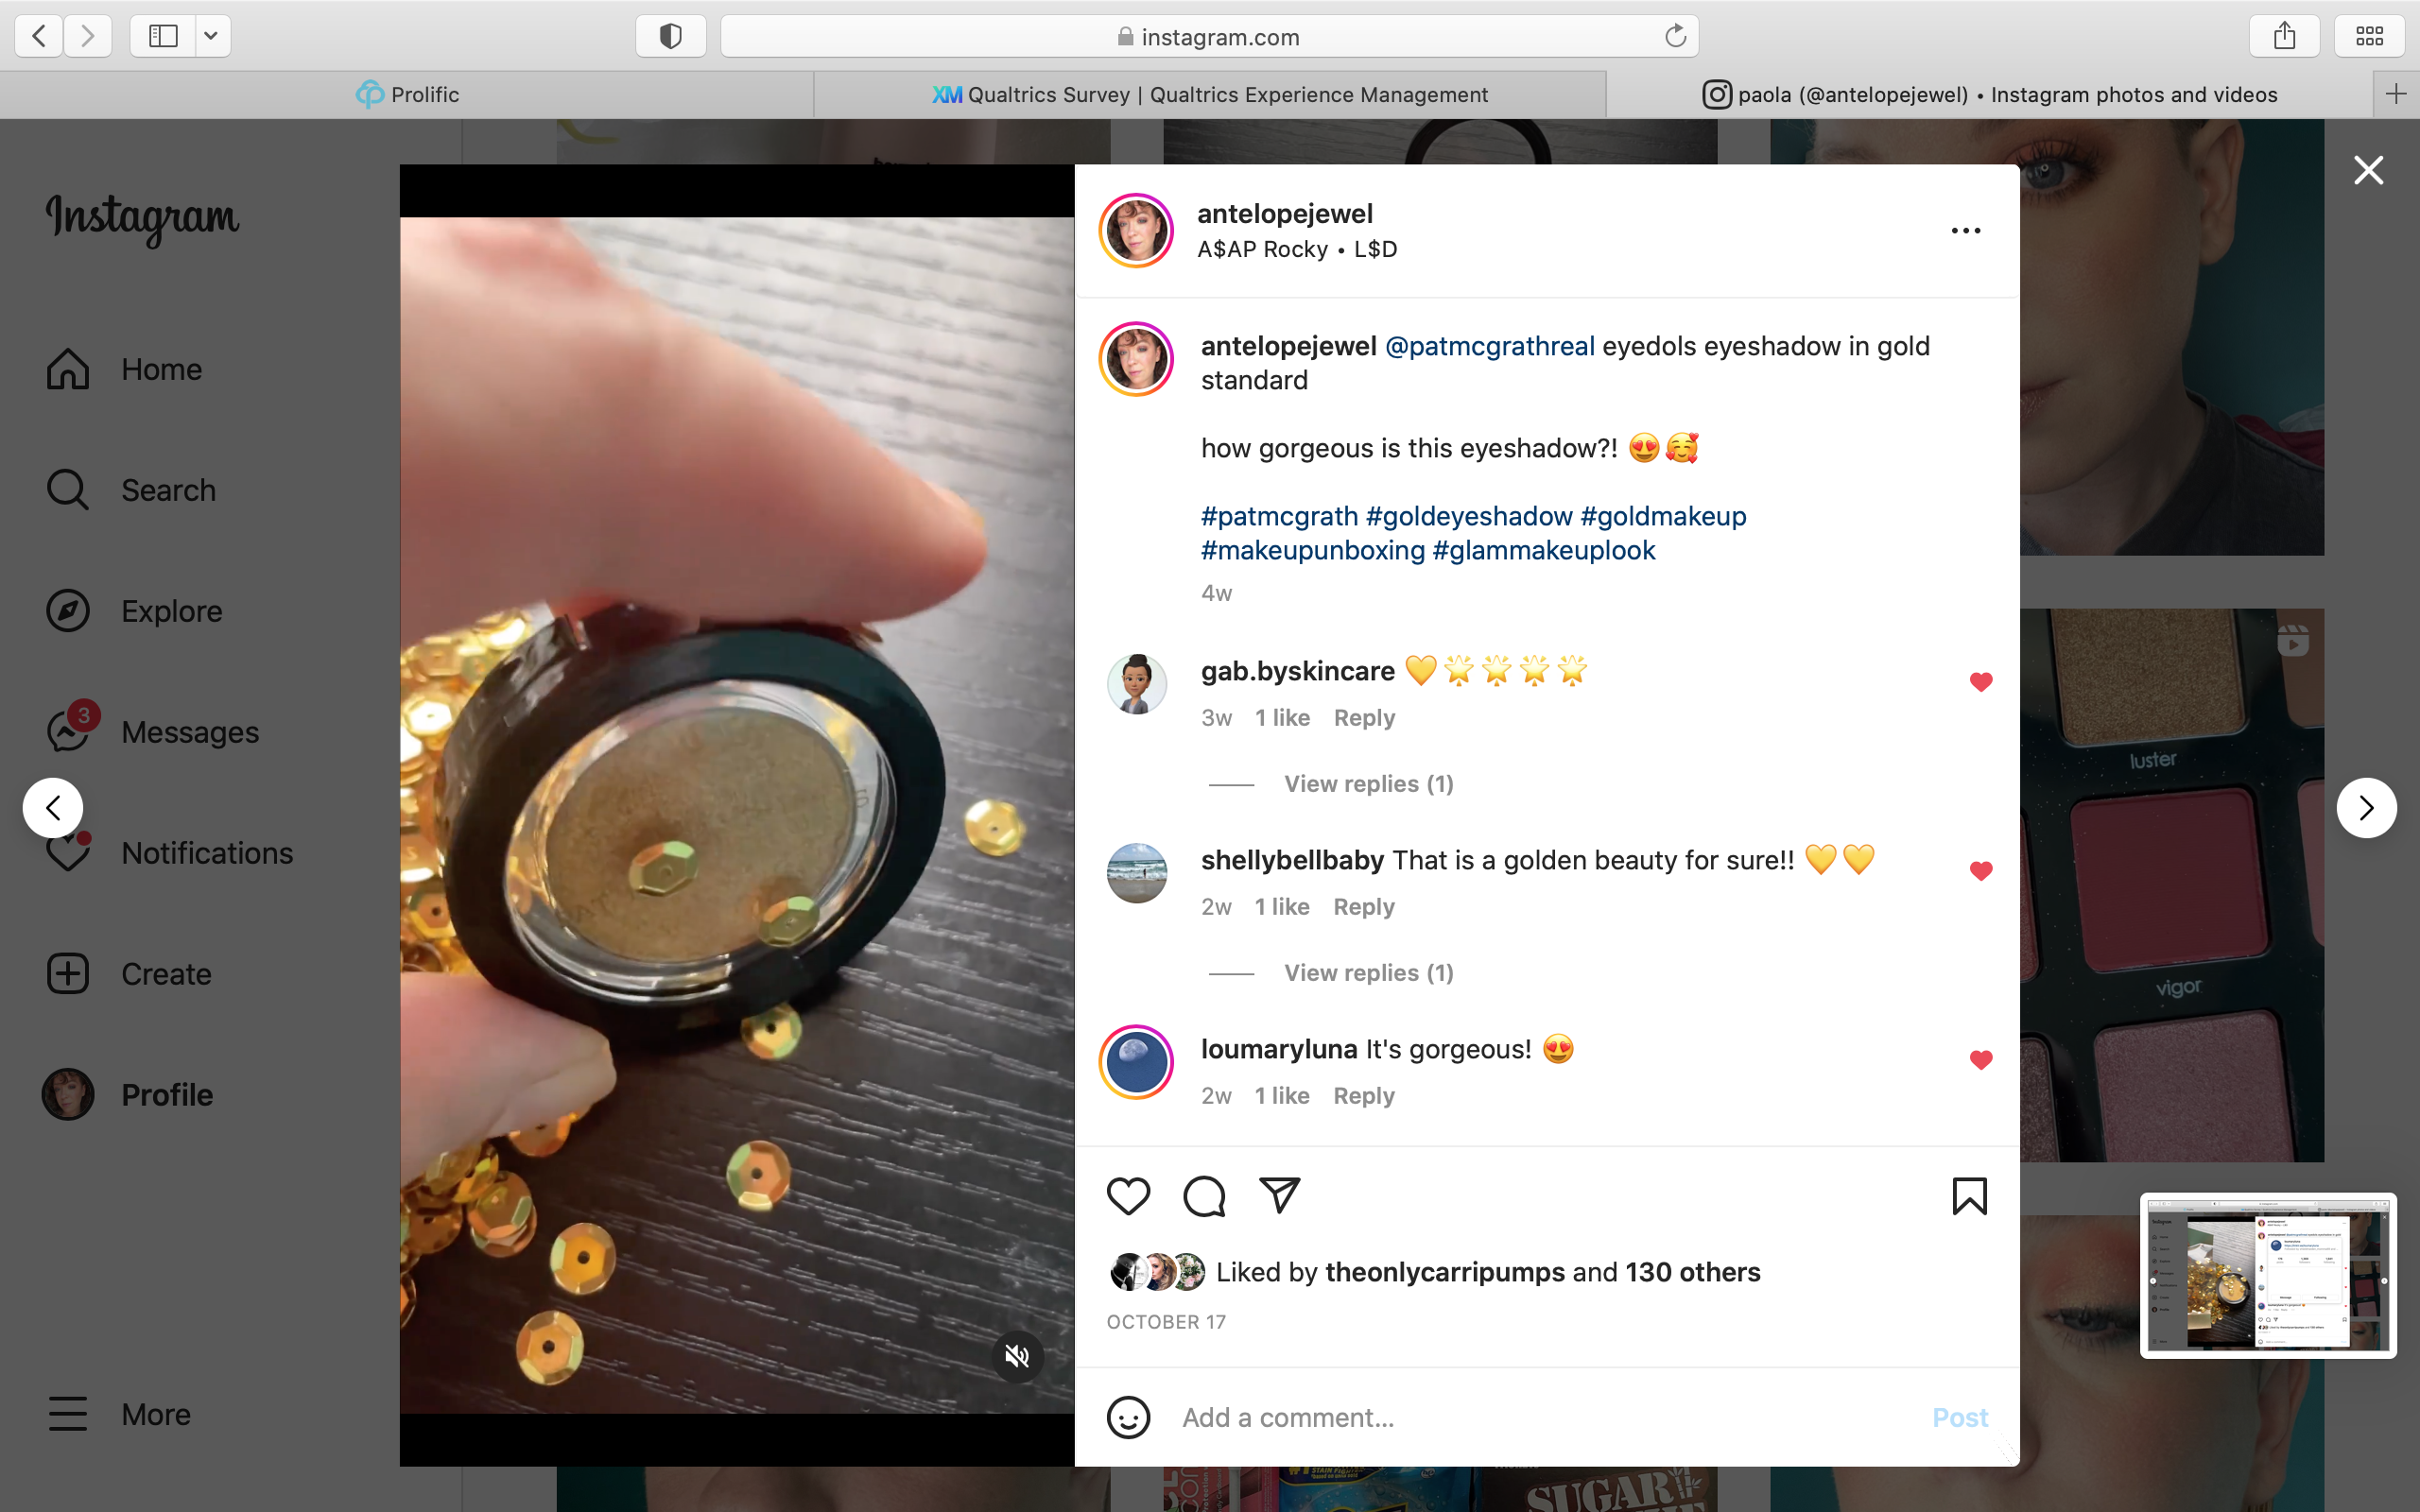 instagram.com
Prolific
XM Qualtrics Survey | Qualtrics Experience Management
paola (@antelopejewel) • Instagram photos and videos
Instagram
Home
Search
Explore
3
Messages
Notifications
Create
Profile
More
antelopejewel
A$AP Rocky • L$D
antelopejewel @patmcgrathreal eyedols eyeshadow in gold
standard
how gorgeous is this eyeshadow?! 😍🥰
#patmcgrath #goldeyeshadow #goldmakeup
#makeupunboxing #glammakeuplook
4w
gab.byskincare 💛🌟🌟🌟🌟
3w 1 like Reply
View replies (1)
shellybellbaby That is a golden beauty for sure!! 💛💛
2w 1 like Reply
View replies (1)
loumaryluna It's gorgeous! 😍
2w 1 like Reply
Liked by theonlycarripumps and 130 others
OCTOBER 17
Add a comment...
Post
luster
vigor
SUGAR